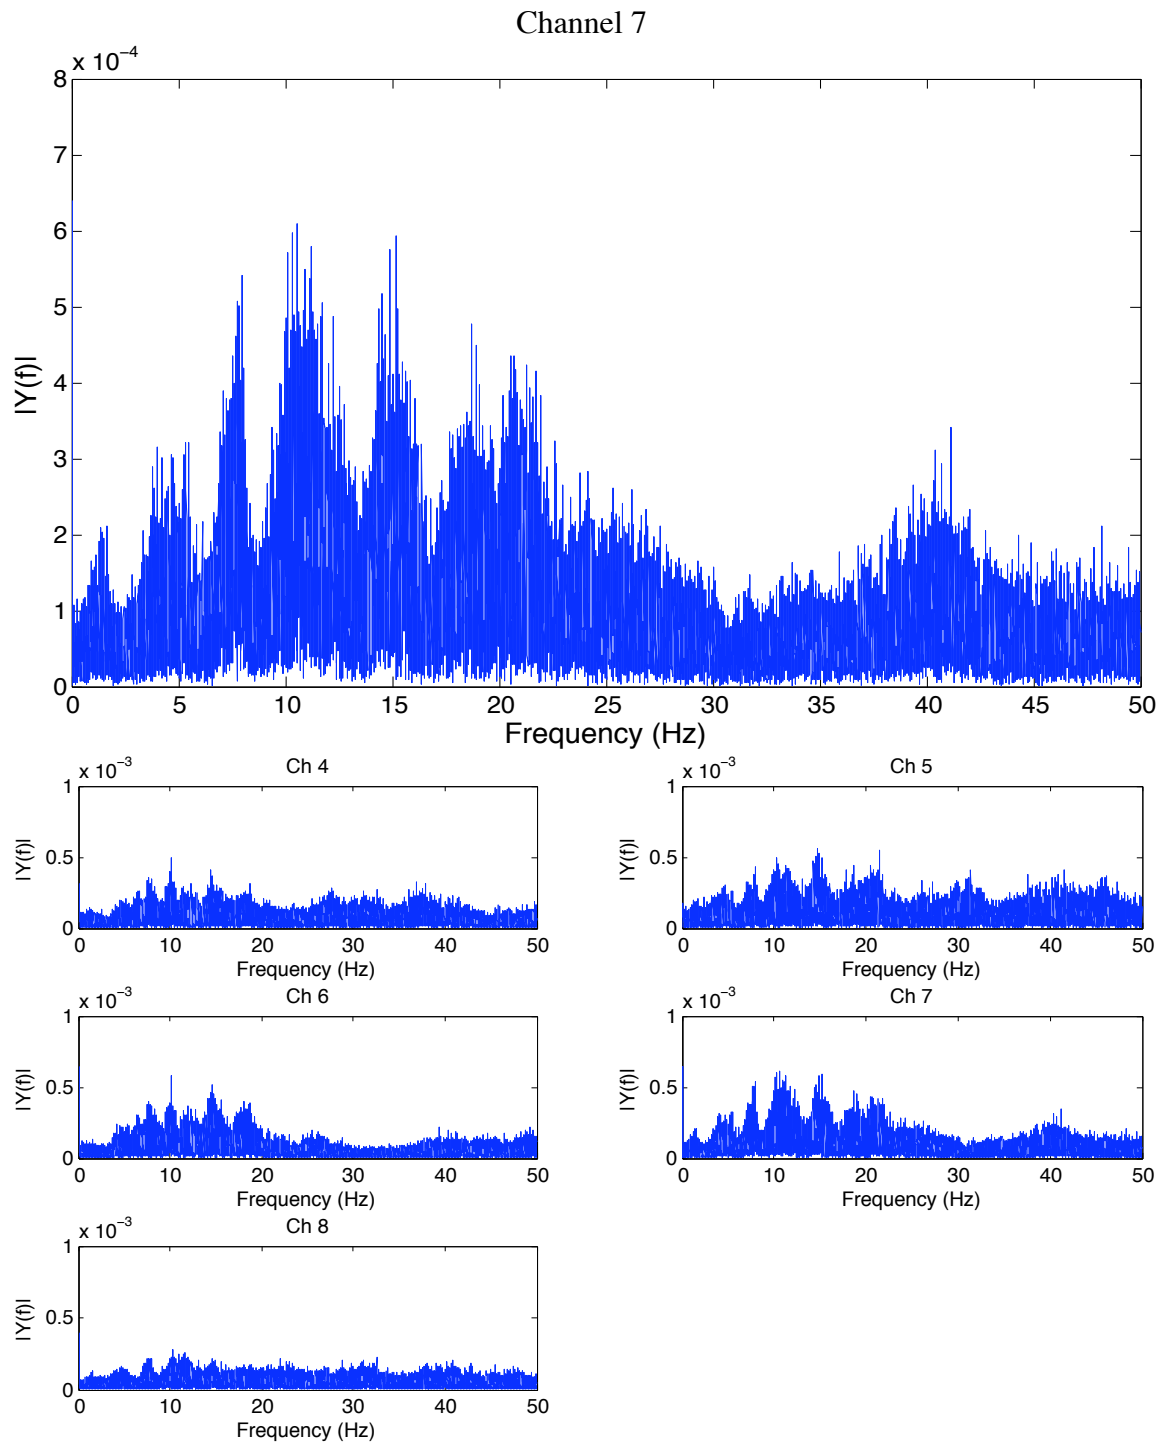 Channel 7
x 10⁻⁴
8
7
6
5
4
3
2
1
0
|Y(f)|
0 5 10 15 20 25 30 35 40 45 50
Frequency (Hz)
x 10⁻³ Ch 4
1
0.5
0
|Y(f)|
0 10 20 30 40 50
Frequency (Hz)
x 10⁻³ Ch 5
1
0.5
0
|Y(f)|
0 10 20 30 40 50
Frequency (Hz)
x 10⁻³ Ch 6
1
0.5
0
|Y(f)|
0 10 20 30 40 50
Frequency (Hz)
x 10⁻³ Ch 7
1
0.5
0
|Y(f)|
0 10 20 30 40 50
Frequency (Hz)
x 10⁻³ Ch 8
1
0.5
0
|Y(f)|
0 10 20 30 40 50
Frequency (Hz)